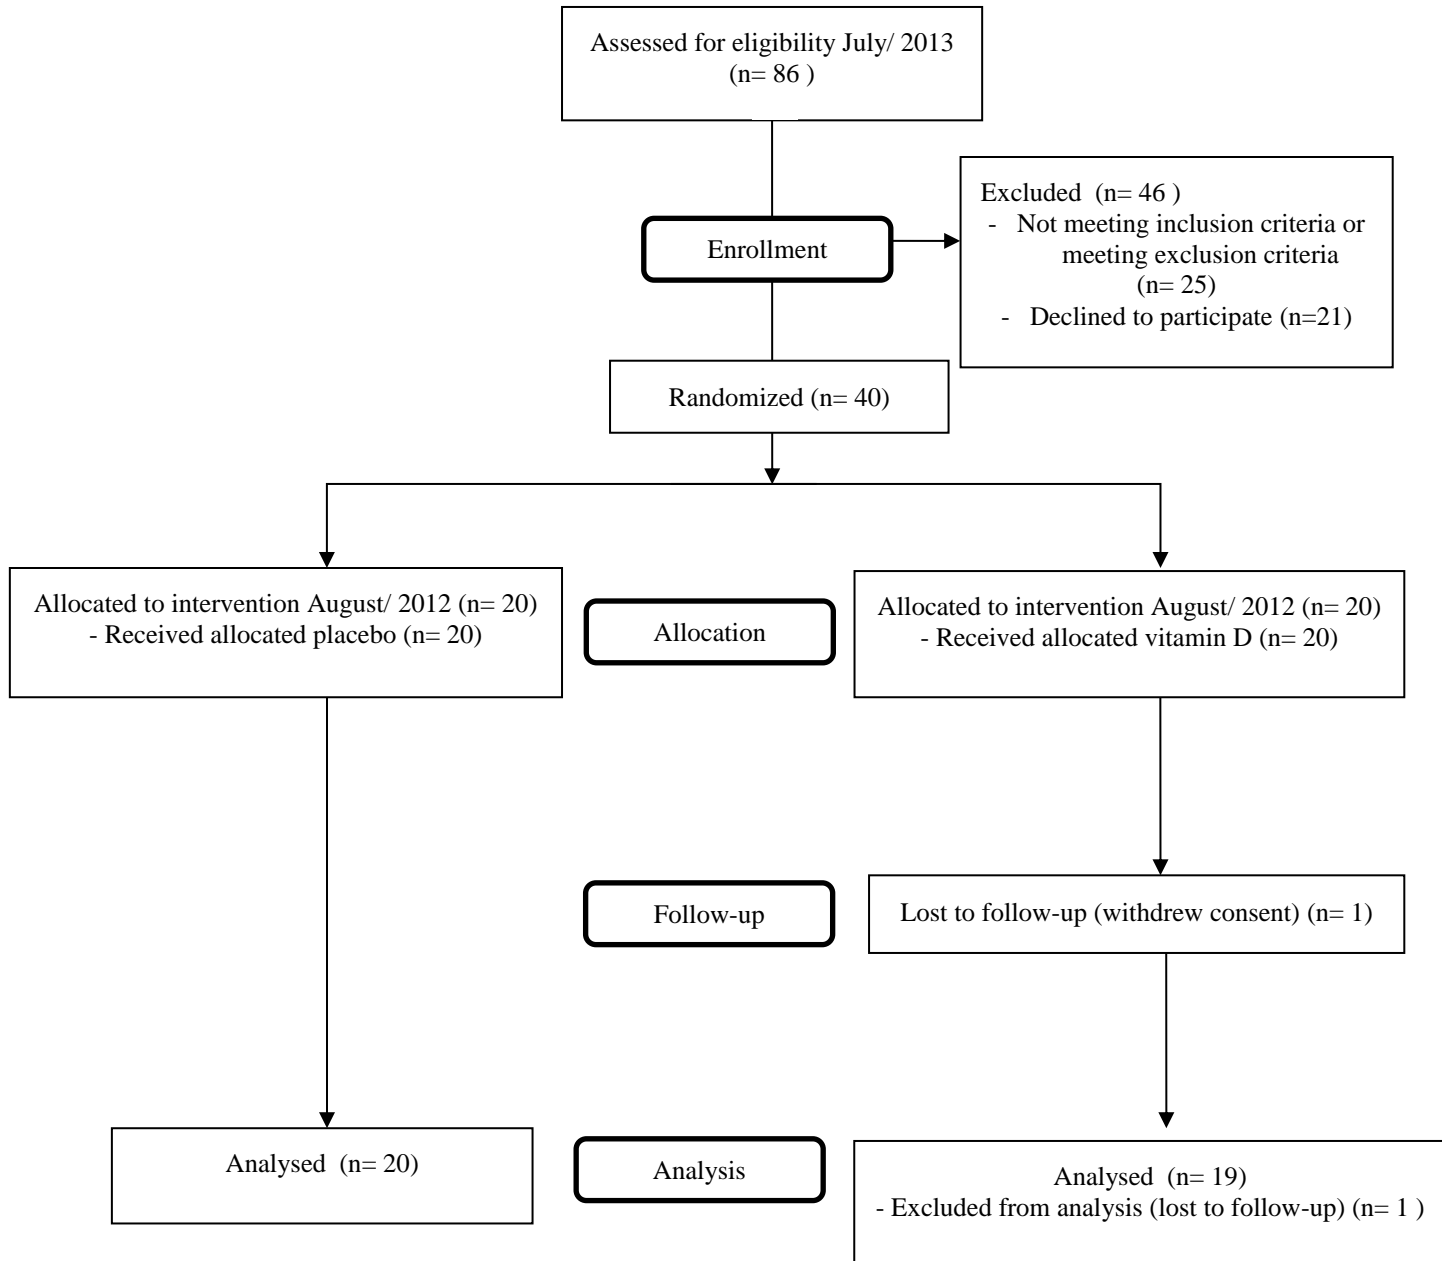 Assessed for eligibility July/ 2013
(n= 86 )
Excluded  (n= 46 )
-   Not meeting inclusion criteria or
meeting exclusion criteria
(n= 25)
-   Declined to participate (n=21)
Enrollment
Randomized (n= 40)
Allocated to intervention August/ 2012 (n= 20)
- Received allocated placebo (n= 20)
Allocation
Allocated to intervention August/ 2012 (n= 20)
- Received allocated vitamin D (n= 20)
Follow-up
Lost to follow-up (withdrew consent) (n= 1)
Analysed  (n= 20)
Analysis
Analysed  (n= 19)
- Excluded from analysis (lost to follow-up) (n= 1 )